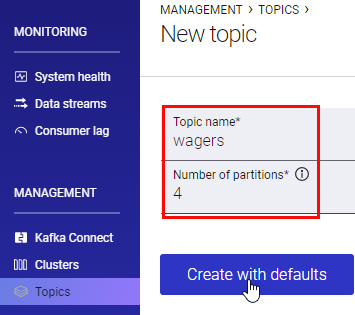 MONITORING
System health
Data streams
Consumer lag
MANAGEMENT
Kafka Connect
Clusters
Topics
MANAGEMENT > TOPICS >
New topic
Topic name*
wagers
Number of partitions*
4
Create with defaults